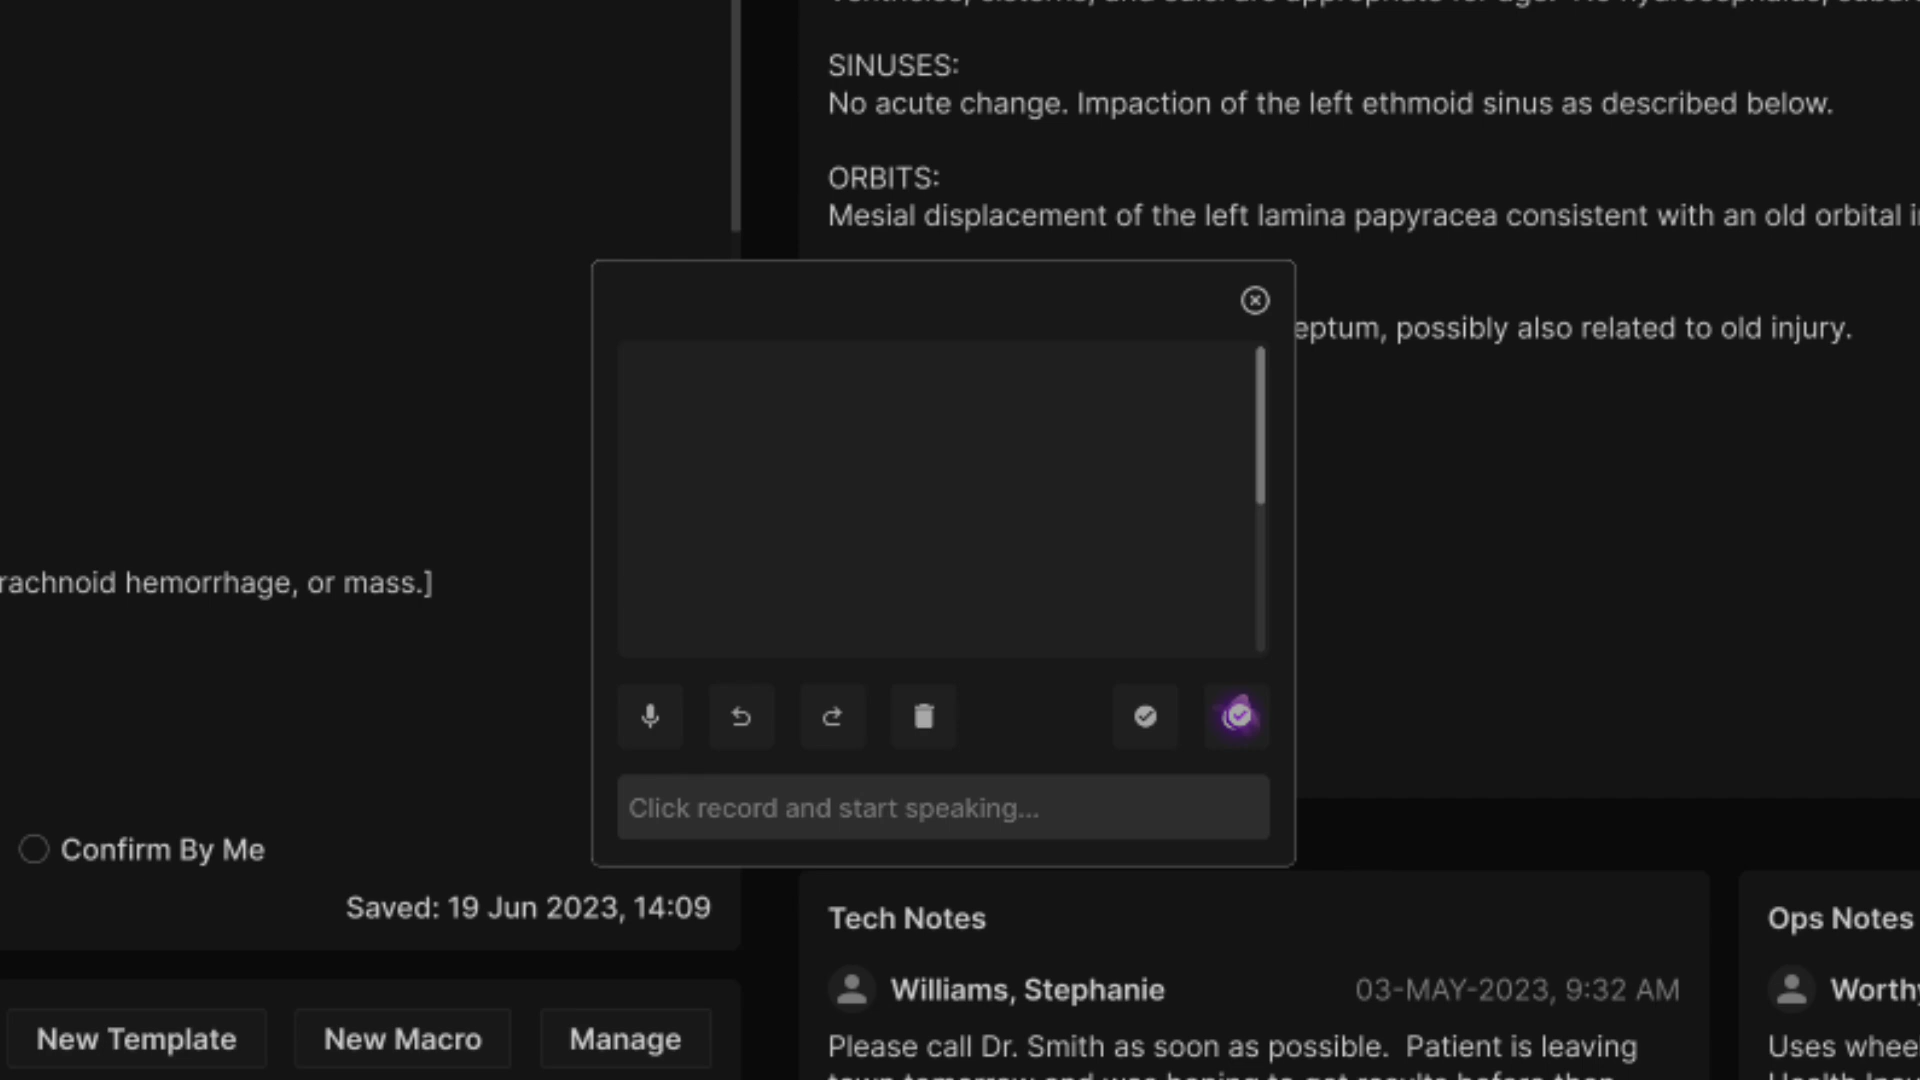 SINUSES:
No acute change. Impaction of the left ethmoid sinus as described below.
ORBITS:
Mesial displacement of the left lamina papyracea consistent with an old orbital
eptum, possibly also related to old injury.
rachnoid hemorrhage, or mass.]
Click record and start speaking...
Confirm By Me
Saved: 19 Jun 2023, 14:09
New Template
New Macro
Manage
Tech Notes
Williams, Stephanie
03-MAY-2023, 9:32 AM
Please call Dr. Smith as soon as possible. Patient is leaving
Ops Notes
Worthy
Uses whee